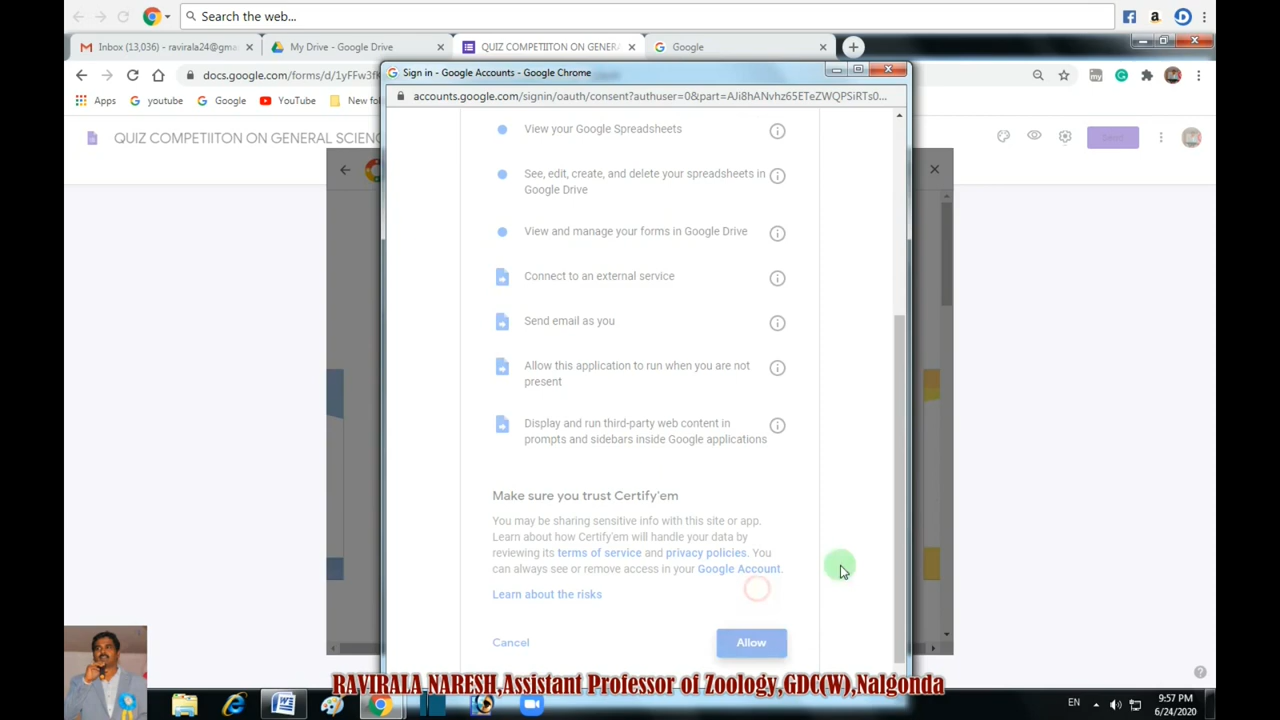 Search the web...
Inbox (13,036) - ravirala24@gma
My Drive - Google Drive
QUIZ COMPETIITON ON GENERA
Google
Sign in - Google Accounts - Google Chrome
docs.google.com/forms/d/1yFFw3f
accounts.google.com/signin/oauth/consent?authuser=0&part=AJi8hANvhz65ETeZWQPSiRTs0...
Apps
youtube
Google
YouTube
New fol
QUIZ COMPETIITON ON GENERAL SCIENC
Send
View your Google Spreadsheets
See, edit, create, and delete your spreadsheets in
Google Drive
View and manage your forms in Google Drive
Connect to an external service
Send email as you
Allow this application to run when you are not
present
Display and run third-party web content in
prompts and sidebars inside Google applications
Make sure you trust Certify'em
You may be sharing sensitive info with this site or app.
Learn about how Certify'em will handle your data by
reviewing its terms of service and privacy policies. You
can always see or remove access in your Google Account.
Learn about the risks
Cancel
Allow
RAVIRALA NARESH,Assistant Professor of Zoology,GDC(W),Nalgonda
EN
9:57 PM
6/24/2020